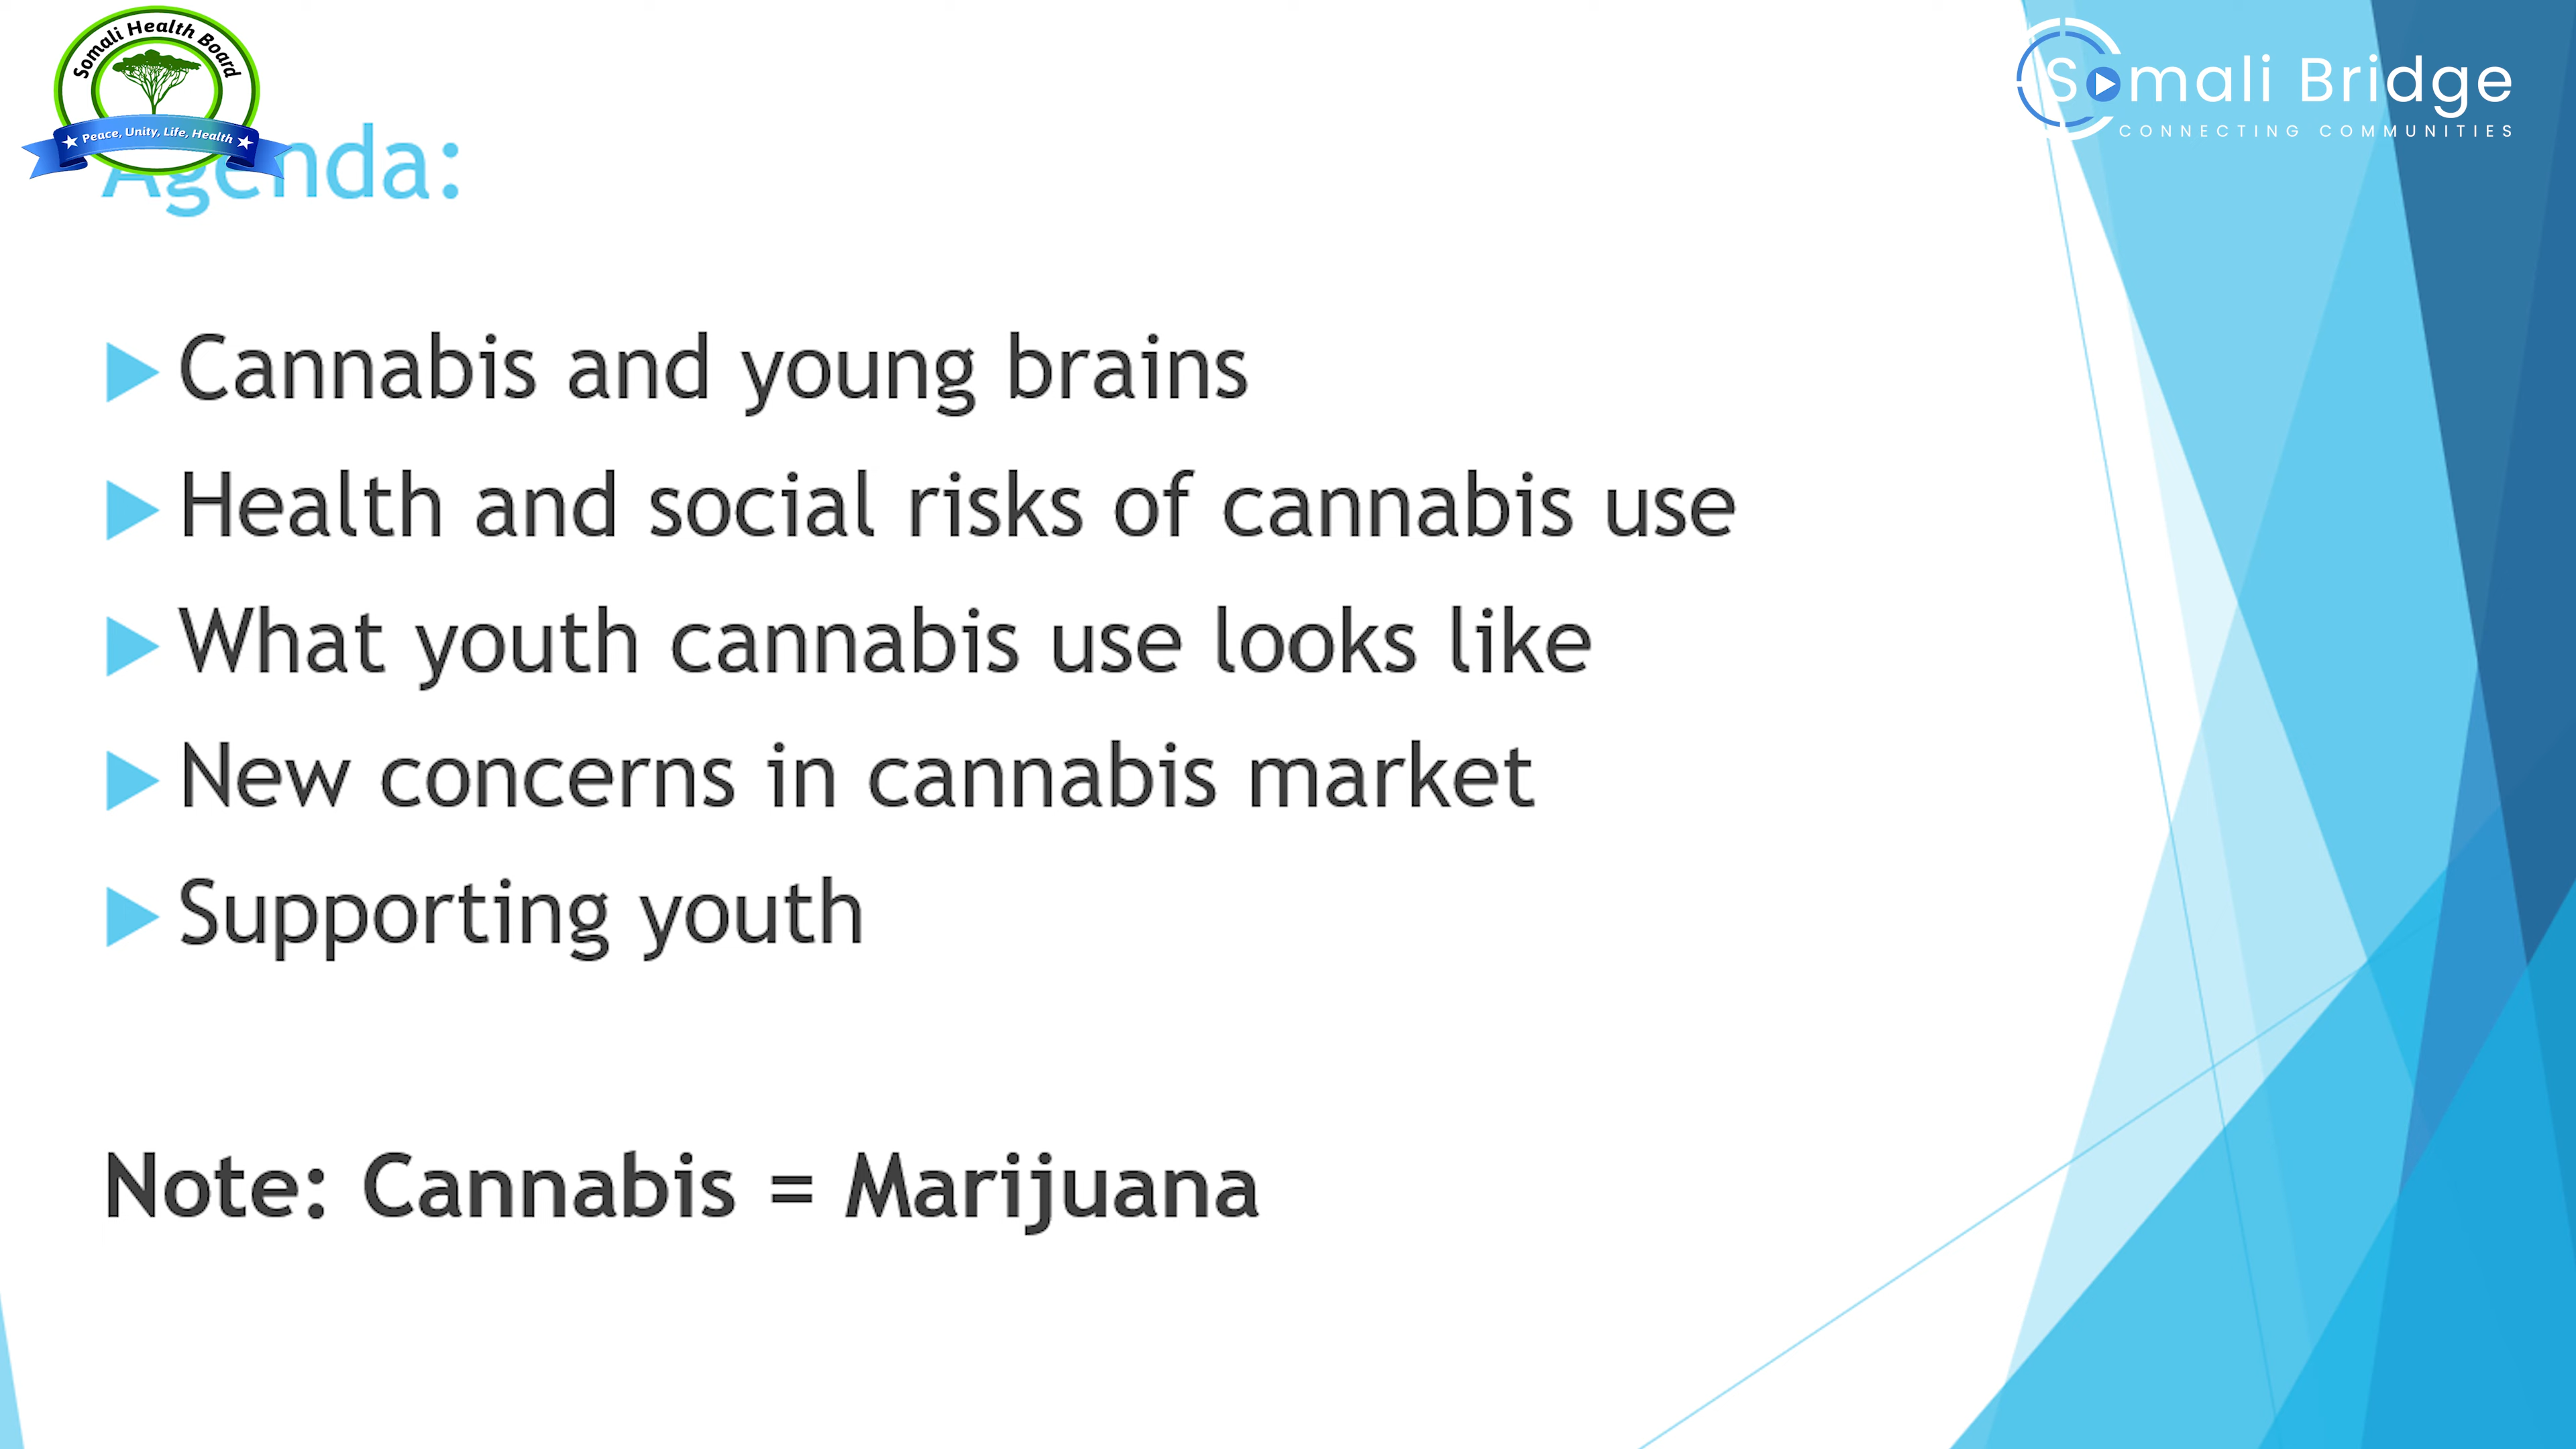 Somali Health Board
Peace, Unity, Life, Health
Somali Bridge
CONNECTING COMMUNITIES
Agenda:
Cannabis and young brains
Health and social risks of cannabis use
What youth cannabis use looks like
New concerns in cannabis market
Supporting youth
Note: Cannabis = Marijuana